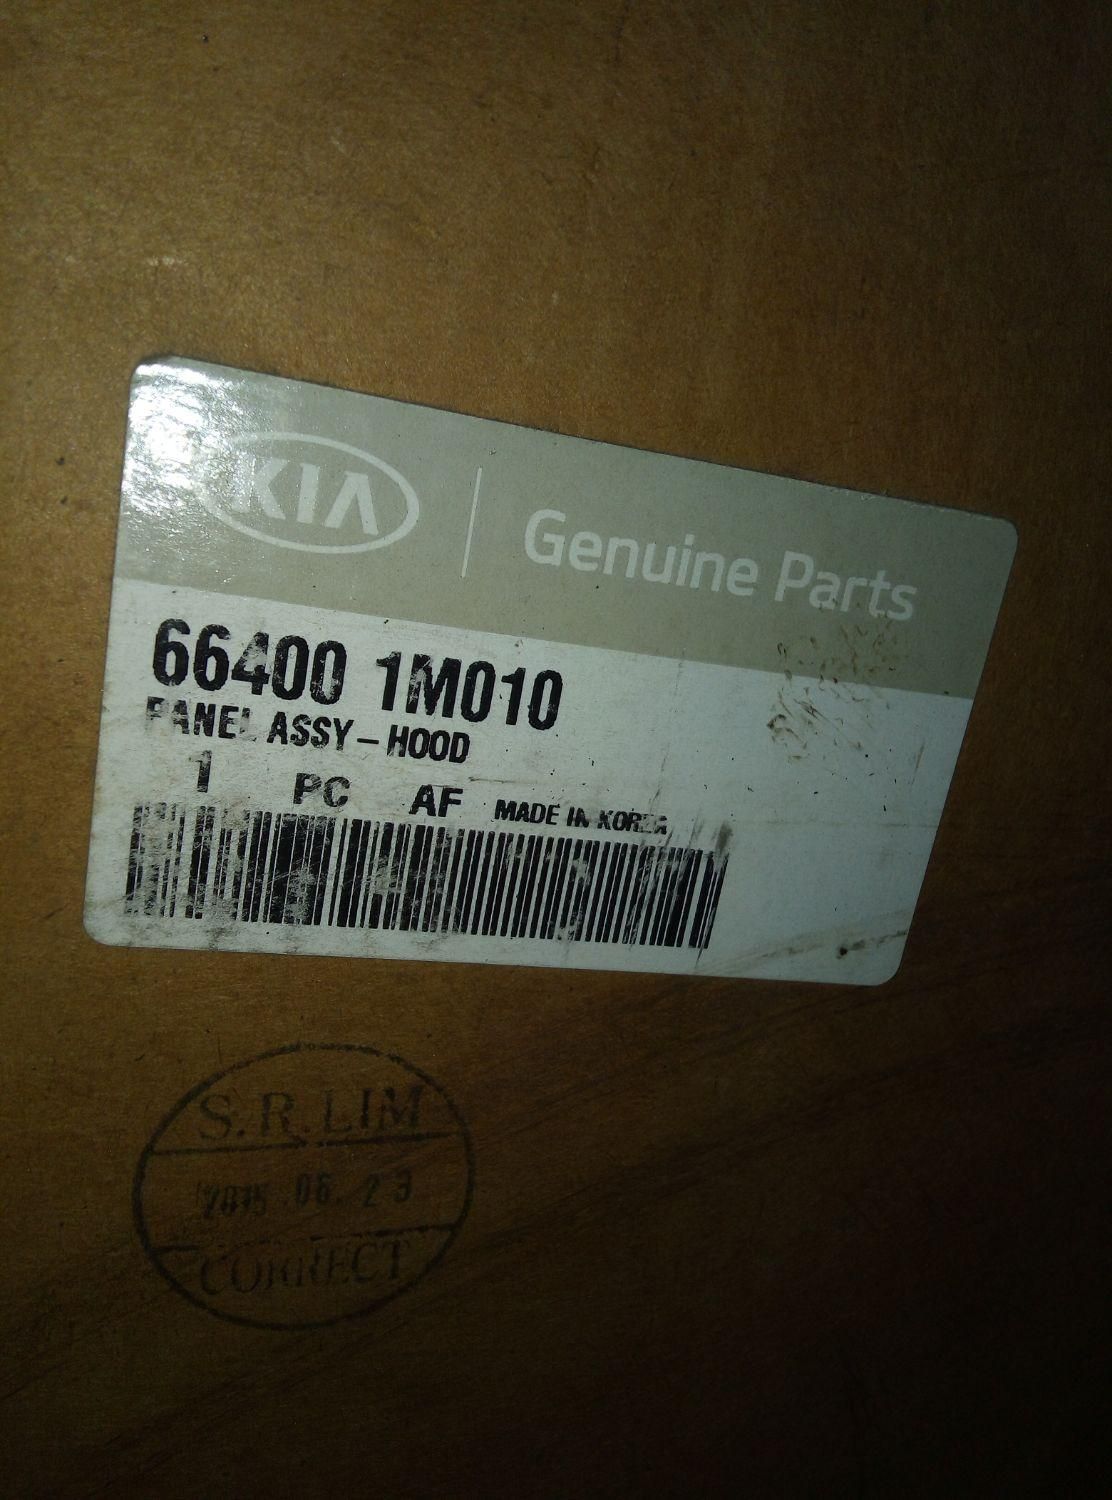 KIA
Genuine Parts
66400 1M010
PANEL ASSY-HOOD
1 PC AF MADE IN KOREA
S.R.LIM
2015.06.23
CORRECT